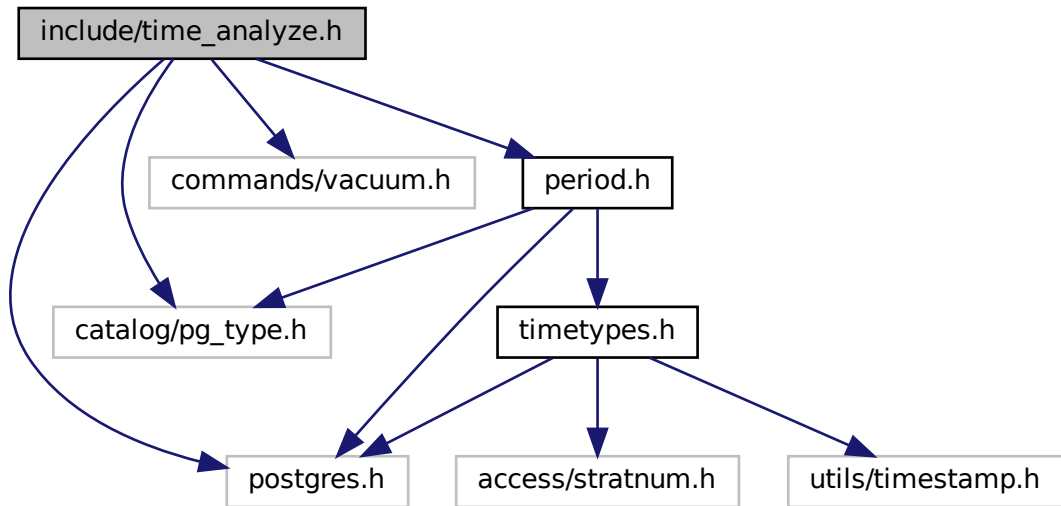 include/time_analyze.h
commands/vacuum.h
period.h
catalog/pg_type.h
timetypes.h
postgres.h
access/stratnum.h
utils/timestamp.h